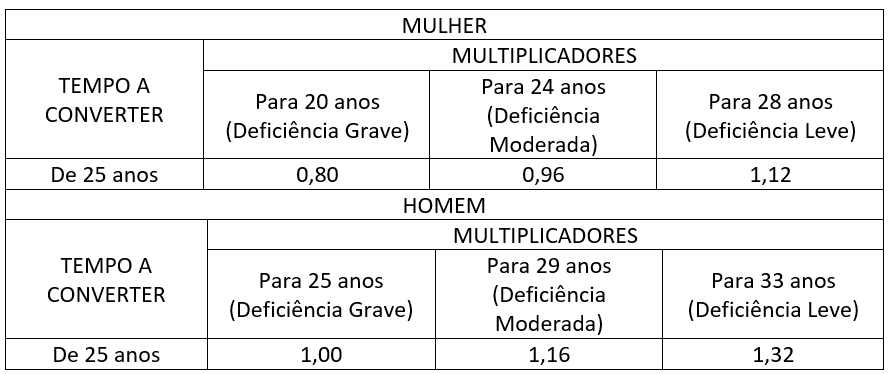 MULHER
TEMPO A
CONVERTER
MULTIPLICADORES
Para 20 anos
(Deficiência Grave)
Para 24 anos
(Deficiência
Moderada)
Para 28 anos
(Deficiência Leve)
De 25 anos
0,80
0,96
1,12
HOMEM
TEMPO A
CONVERTER
MULTIPLICADORES
Para 25 anos
(Deficiência Grave)
Para 29 anos
(Deficiência
Moderada)
Para 33 anos
(Deficiência Leve)
De 25 anos
1,00
1,16
1,32